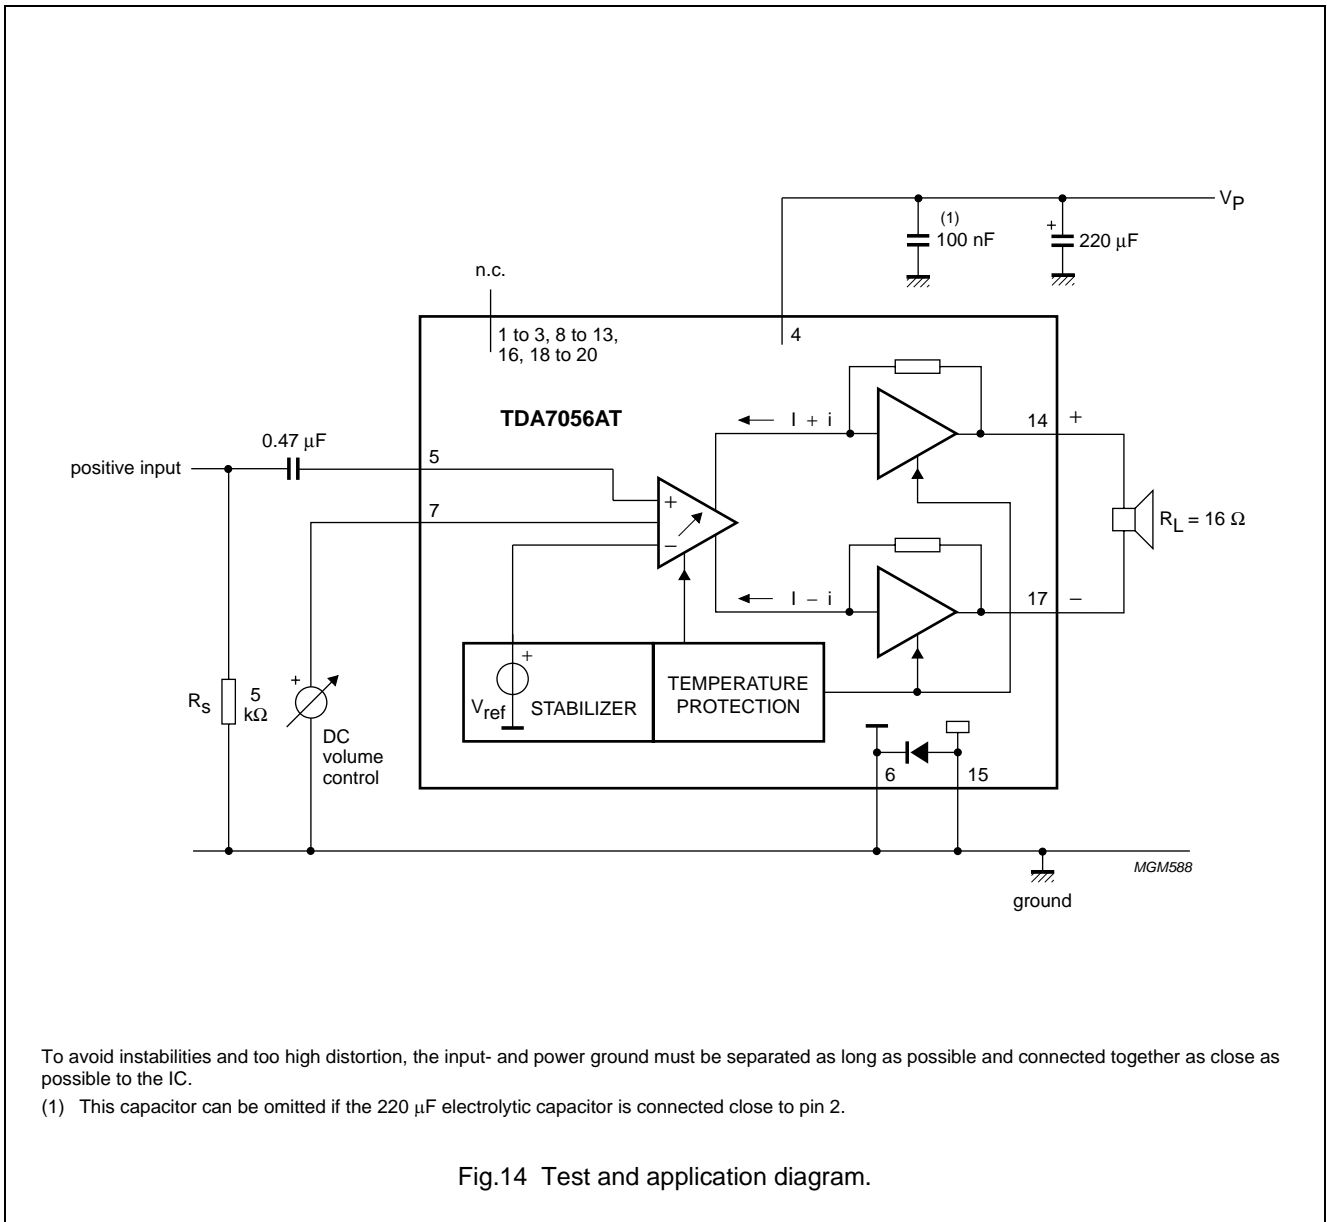 VP
(1)
100 nF
+
220 μF
n.c.
1 to 3, 8 to 13,
16, 18 to 20
4
TDA7056AT
I + i
14
+
0.47 μF
positive input
5
7
+
−
RL = 16 Ω
I − i
17
−
+
Vref
STABILIZER
TEMPERATURE
PROTECTION
Rs
5
kΩ
+
DC
volume
control
6
15
MGM588
ground
To avoid instabilities and too high distortion, the input- and power ground must be separated as long as possible and connected together as close as
possible to the IC.
(1) This capacitor can be omitted if the 220 μF electrolytic capacitor is connected close to pin 2.
Fig.14 Test and application diagram.